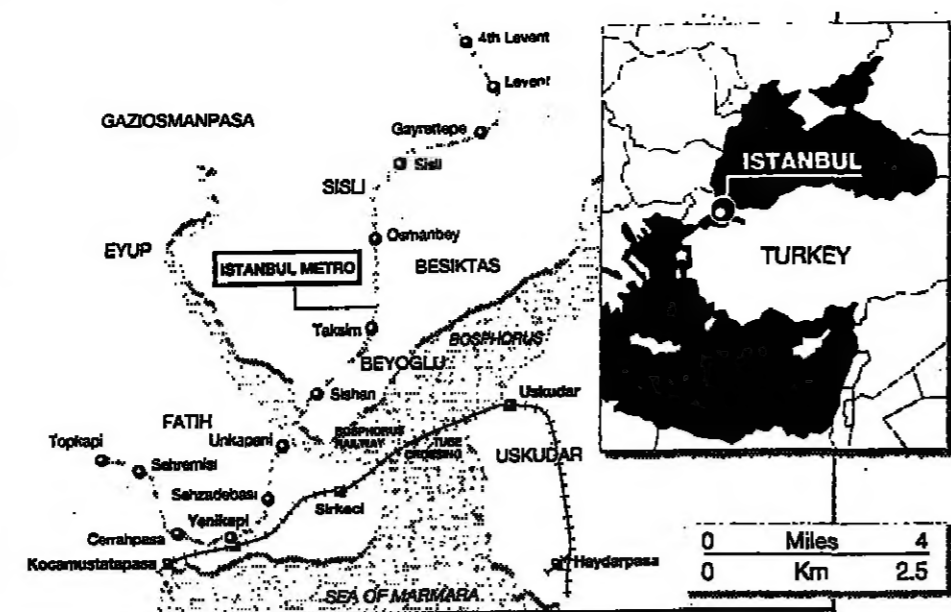 4th Levent
Levent
GAZIOSMANPASA
Gayrettepe
Sisli
SISLI
Osmanbey
EYUP
BESIKTAS
ISTANBUL METRO
Taksim
BOSPHORUS
BEYOGLU
Sishan
Uskudar
FATIH
Unkapani
BOSPHORUS
RAILWAY
TUBE
CROSSING
Topkapi
Sehremisi
USKUDAR
Sehzadebasi
Sirkeci
Yenikapi
Cerrahpasa
Kocamustatapasa
Haydarpasa
SEA OF MARMARA
ISTANBUL
TURKEY
0 Miles 4
0 Km 2.5